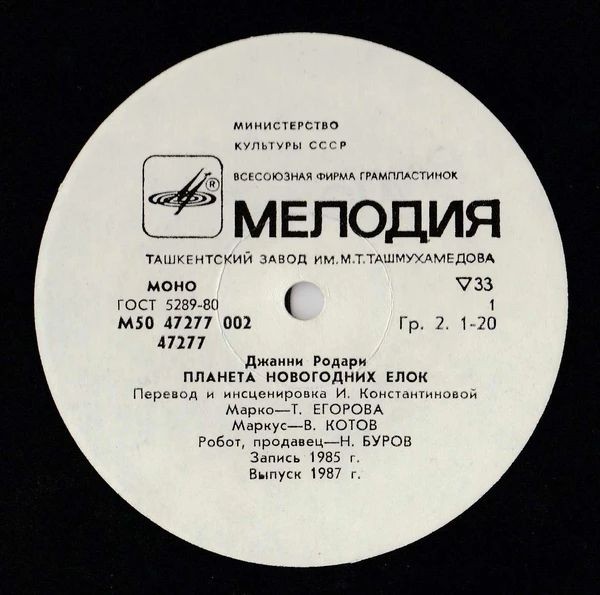 МИНИСТЕРСТВО
КУЛЬТУРЫ СССР
ВСЕСОЮЗНАЯ ФИРМА ГРАМПЛАСТИНОК
®
МЕЛОДИЯ
ТАШКЕНТСКИЙ ЗАВОД ИМ.М.Т.ТАШМУХАМЕДОВА
МОНО ▽33
ГОСТ 5289-80 1
М50 47277 002 Гр. 2. 1-20
47277
Джанни Родари
ПЛАНЕТА НОВОГОДНИХ ЕЛОК
Перевод и инсценировка И. Константиновой
Марко—Т. ЕГОРОВА
Маркус—В. КОТОВ
Робот, продавец—Н. БУРОВ
Запись 1985 г.
Выпуск 1987 г.